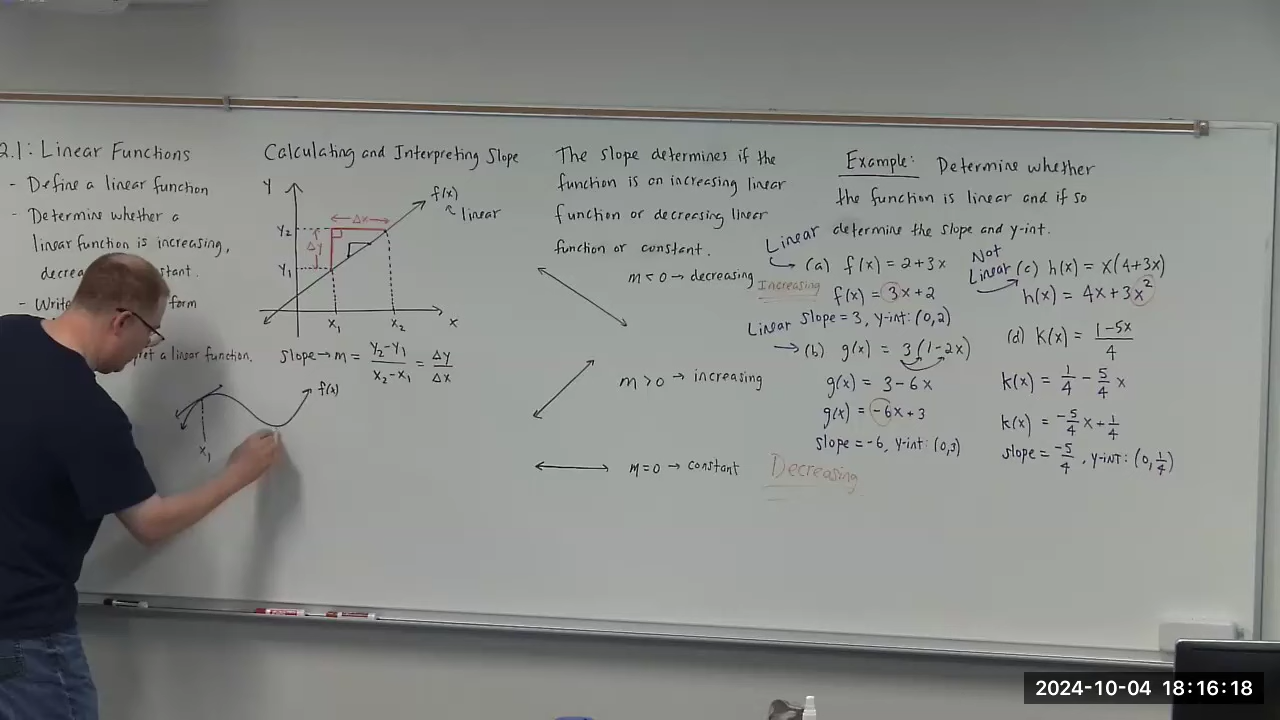 2.1: Linear Functions
- Define a linear function
- Determine whether a
linear function is increasing,
- Write
form
a linear function.
f(x)
x₁
Calculating and Interpreting Slope
Y
f(x)
linear
Δx
Y₂
Δy
Y₁
x₁ x₂ x
Slope → m = (Y₂-Y₁)/(X₂-X₁) = Δy/Δx
The slope determines if the
function is an increasing linear
function or decreasing linear
function or constant.
m < 0 → decreasing
m > 0 → increasing
m = 0 → constant
Example: Determine whether
the function is linear and if so
determine the slope and y-int.
Linear
(a) f(x) = 2+3x
Increasing
f(x) = 3x+2
Slope = 3, y-int: (0,2)
Linear
(b) g(x) = 3(1-2x)
g(x) = 3-6x
g(x) = -6x+3
slope = -6, y-int: (0,3)
Decreasing
Not
Linear
(c) h(x) = x(4+3x)
h(x) = 4x+3x²
(d) k(x) = (1-5x)/4
k(x) = 1/4 - 5/4 x
k(x) = -5/4 x + 1/4
slope = -5/4, y-int: (0, 1/4)
2024-10-04 18:16:18